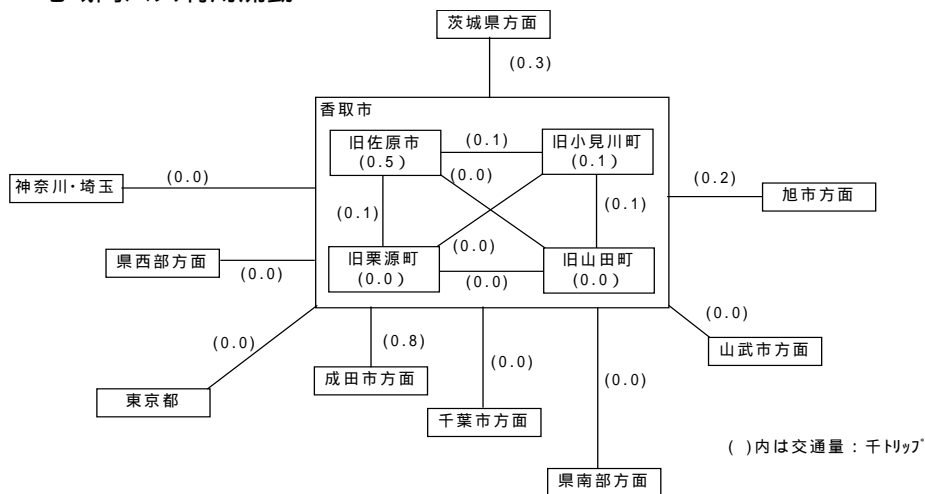 茨城県方面
(0.3)
香取市
旧佐原市
(0.5)
(0.1)
旧小見川町
(0.1)
(0.0)
神奈川・埼玉
(0.0)
(0.2)
旭市方面
(0.1)
(0.1)
県西部方面
(0.0)
旧栗源町
(0.0)
(0.0)
(0.0)
旧山田町
(0.0)
(0.0)
東京都
(0.8)
成田市方面
(0.0)
千葉市方面
(0.0)
県南部方面
(0.0)
山武市方面
( )内は交通量：千トリップ